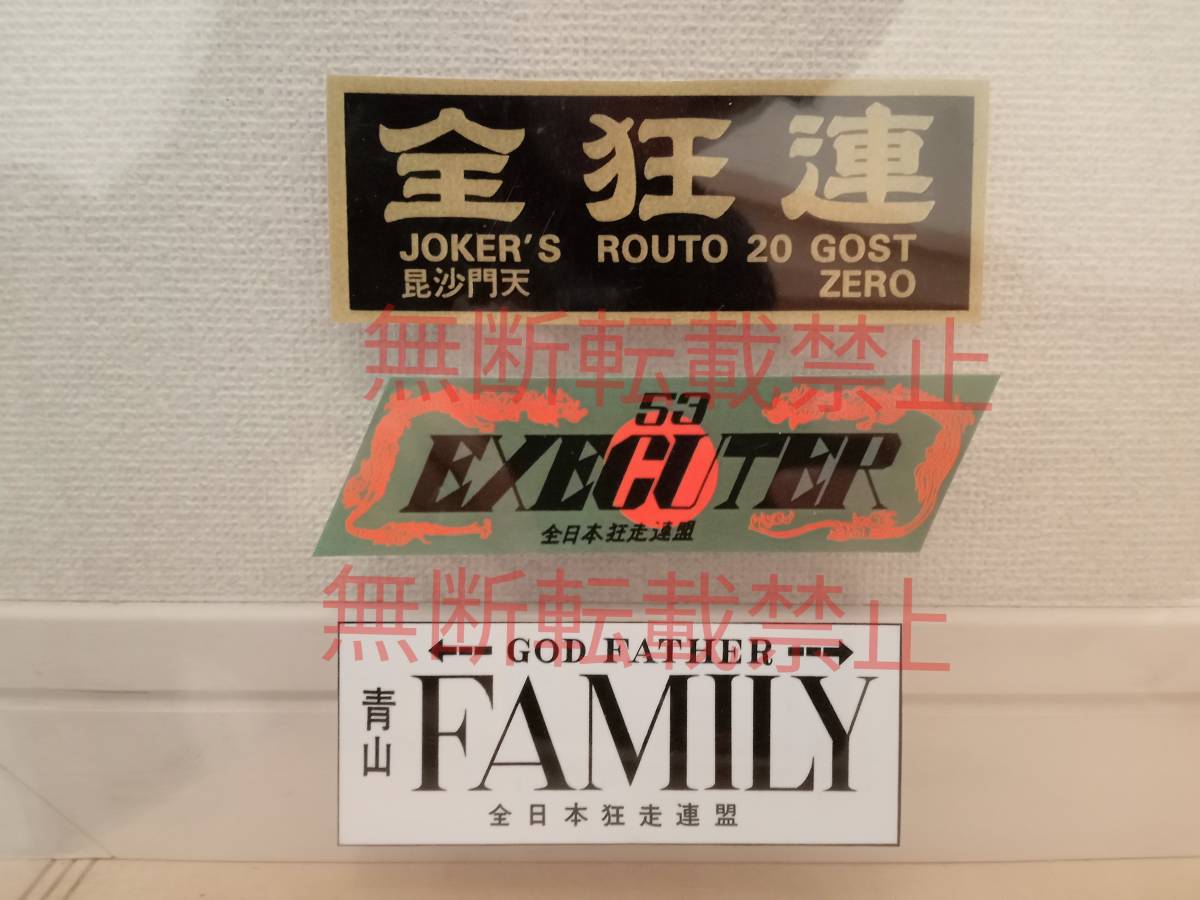 全狂連
JOKER'S ROUTO 20 GOST
毘沙門天 ZERO
無断転載禁止
53
EXECUTER
全日本狂走連盟
無断転載禁止
GOD FATHER
青山
FAMILY
全日本狂走連盟